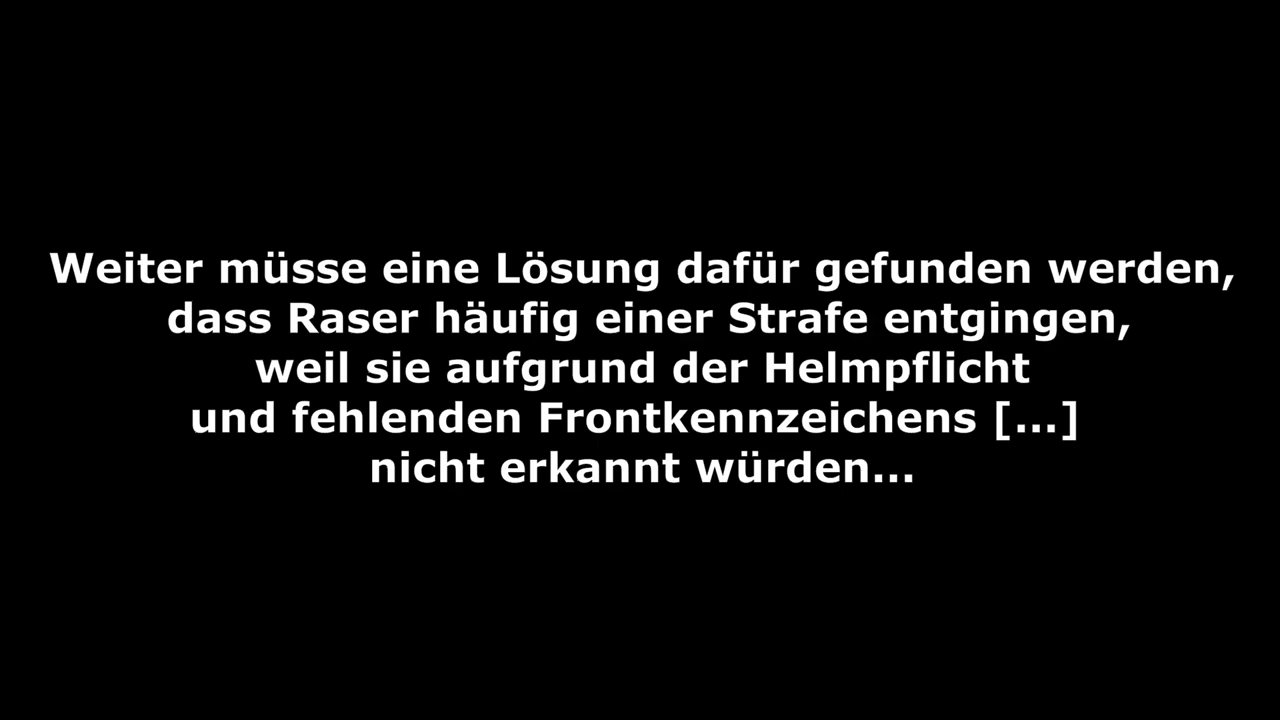 Weiter müsse eine Lösung dafür gefunden werden,
dass Raser häufig einer Strafe entgingen,
weil sie aufgrund der Helmpflicht
und fehlenden Frontkennzeichens [...]
nicht erkannt würden...